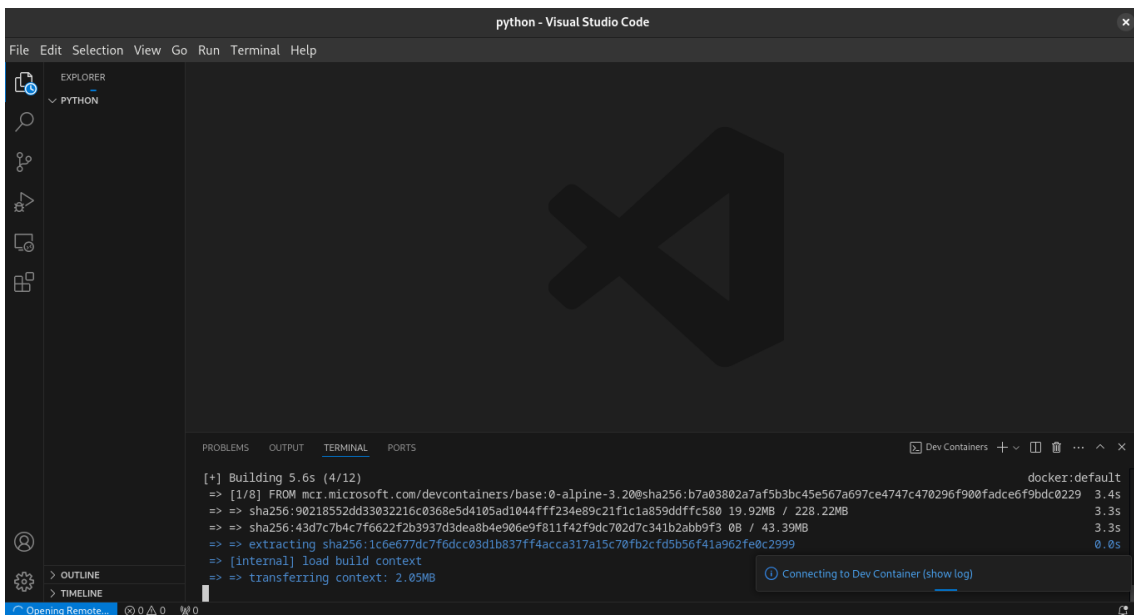 python - Visual Studio Code
File Edit Selection View Go Run Terminal Help
EXPLORER
PYTHON
PROBLEMS OUTPUT TERMINAL PORTS Dev Containers
[+] Building 5.6s (4/12) docker:default
=> [1/8] FROM mcr.microsoft.com/devcontainers/base:0-alpine-3.20@sha256:b7a03802a7af5b3bc45e567a697ce4747c470296f900fadce6f9bdc0229 3.4s
=> => sha256:90218552dd33032216c0368e5d4105ad1044fff234e89c21f1c1a859ddffc580 19.92MB / 228.22MB 3.3s
=> => sha256:43d7c7b4c7f6622f2b3937d3dea8b4e906e9f811f42f9dc702d7c341b2abb9f3 0B / 43.39MB 3.3s
=> => extracting sha256:1c6e677dc7f6dcc03d1b837ff4acca317a15c70fb2cfd5b56f41a962fe0c2999 0.0s
=> [internal] load build context
=> => transferring context: 2.05MB
Connecting to Dev Container (show log)
OUTLINE
TIMELINE
Opening Remote... 0 0 0